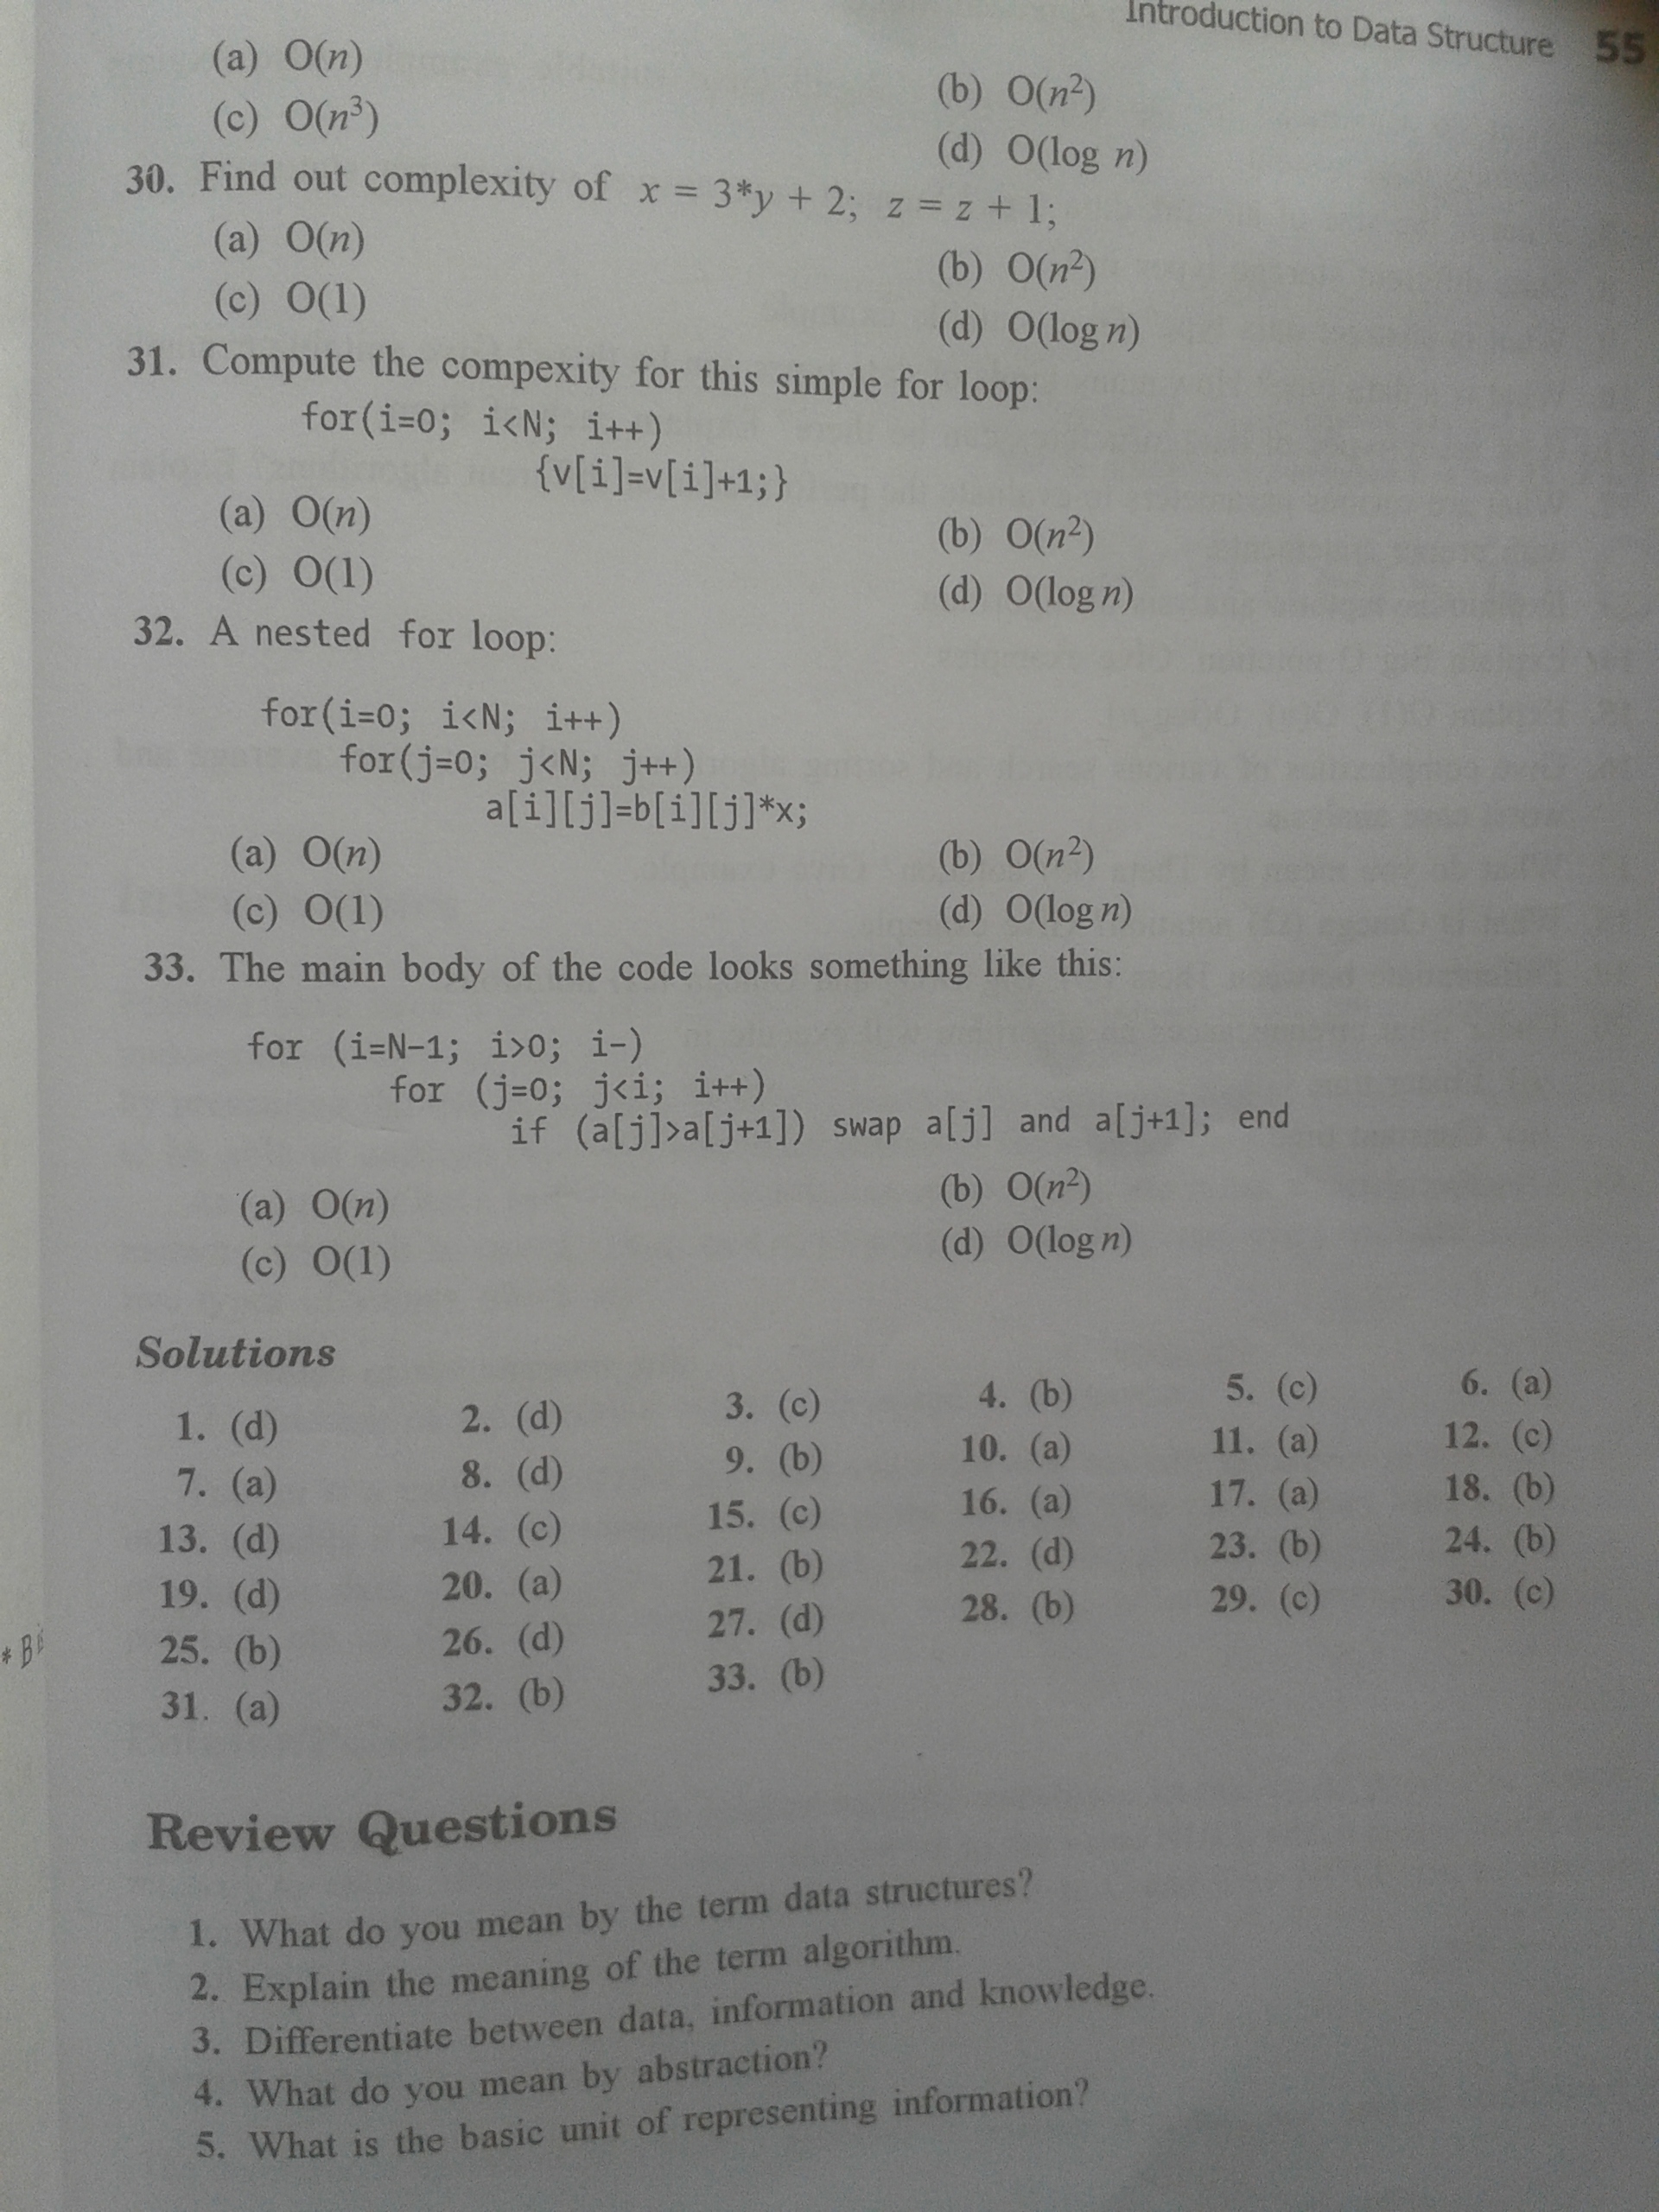 Introduction to Data Structure 55
(a) O(n) (b) O(n²)
(c) O(n³) (d) O(log n)
30. Find out complexity of x = 3*y + 2; z = z + 1;
(a) O(n) (b) O(n²)
(c) O(1) (d) O(log n)
31. Compute the compexity for this simple for loop:
for(i=0; i<N; i++)
{v[i]=v[i]+1;}
(a) O(n) (b) O(n²)
(c) O(1) (d) O(log n)
32. A nested for loop:
for(i=0; i<N; i++)
for(j=0; j<N; j++)
a[i][j]=b[i][j]*x;
(a) O(n) (b) O(n²)
(c) O(1) (d) O(log n)
33. The main body of the code looks something like this:
for (i=N–1; i>0; i–)
for (j=0; j<i; i++)
if (a[j]>a[j+1]) swap a[j] and a[j+1]; end
(a) O(n) (b) O(n²)
(c) O(1) (d) O(log n)
Solutions
1. (d) 2. (d) 3. (c) 4. (b) 5. (c) 6. (a)
7. (a) 8. (d) 9. (b) 10. (a) 11. (a) 12. (c)
13. (d) 14. (c) 15. (c) 16. (a) 17. (a) 18. (b)
19. (d) 20. (a) 21. (b) 22. (d) 23. (b) 24. (b)
25. (b) 26. (d) 27. (d) 28. (b) 29. (c) 30. (c)
31. (a) 32. (b) 33. (b)
Review Questions
1. What do you mean by the term data structures?
2. Explain the meaning of the term algorithm.
3. Differentiate between data, information and knowledge.
4. What do you mean by abstraction?
5. What is the basic unit of representing information?